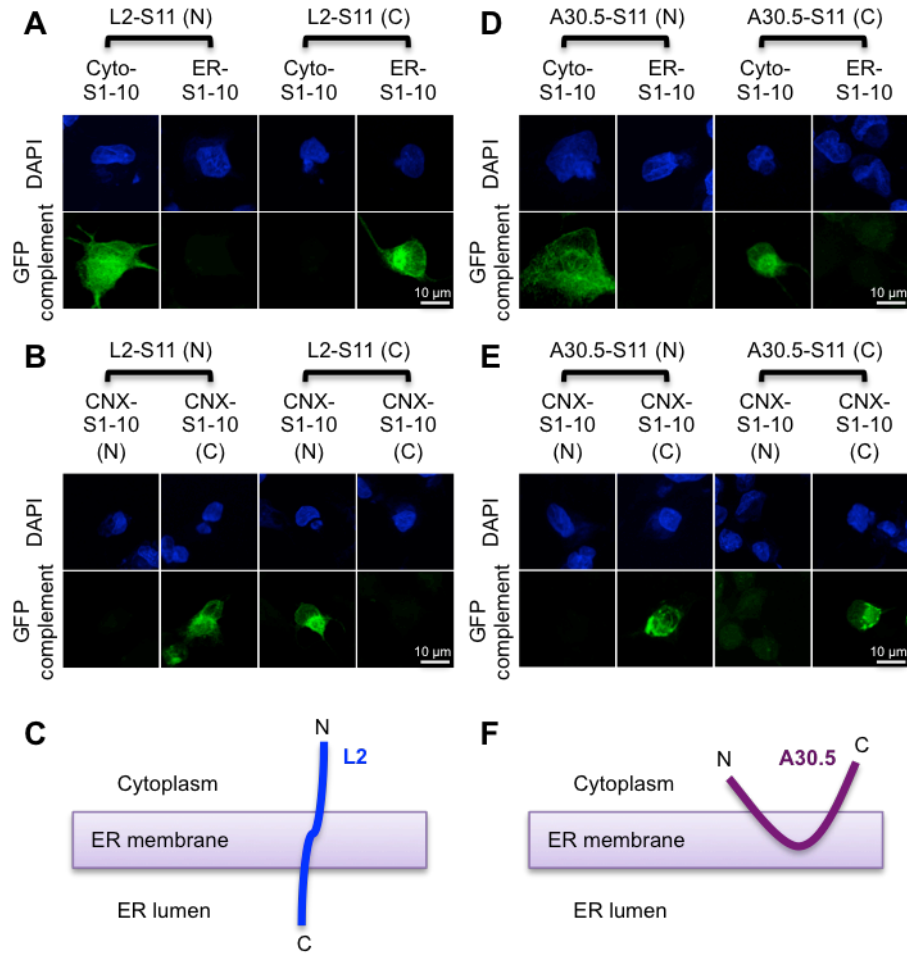 A
L2-S11 (N)
L2-S11 (C)
Cyto-
S1-10
ER-
S1-10
Cyto-
S1-10
ER-
S1-10
DAPI
GFP
complement
10 µm
B
L2-S11 (N)
L2-S11 (C)
CNX-
S1-10
(N)
CNX-
S1-10
(C)
CNX-
S1-10
(N)
CNX-
S1-10
(C)
DAPI
GFP
complement
10 µm
C
N
L2
Cytoplasm
ER membrane
ER lumen
C
D
A30.5-S11 (N)
A30.5-S11 (C)
Cyto-
S1-10
ER-
S1-10
Cyto-
S1-10
ER-
S1-10
DAPI
GFP
complement
10 µm
E
A30.5-S11 (N)
A30.5-S11 (C)
CNX-
S1-10
(N)
CNX-
S1-10
(C)
CNX-
S1-10
(N)
CNX-
S1-10
(C)
DAPI
GFP
complement
10 µm
F
N
A30.5
C
Cytoplasm
ER membrane
ER lumen